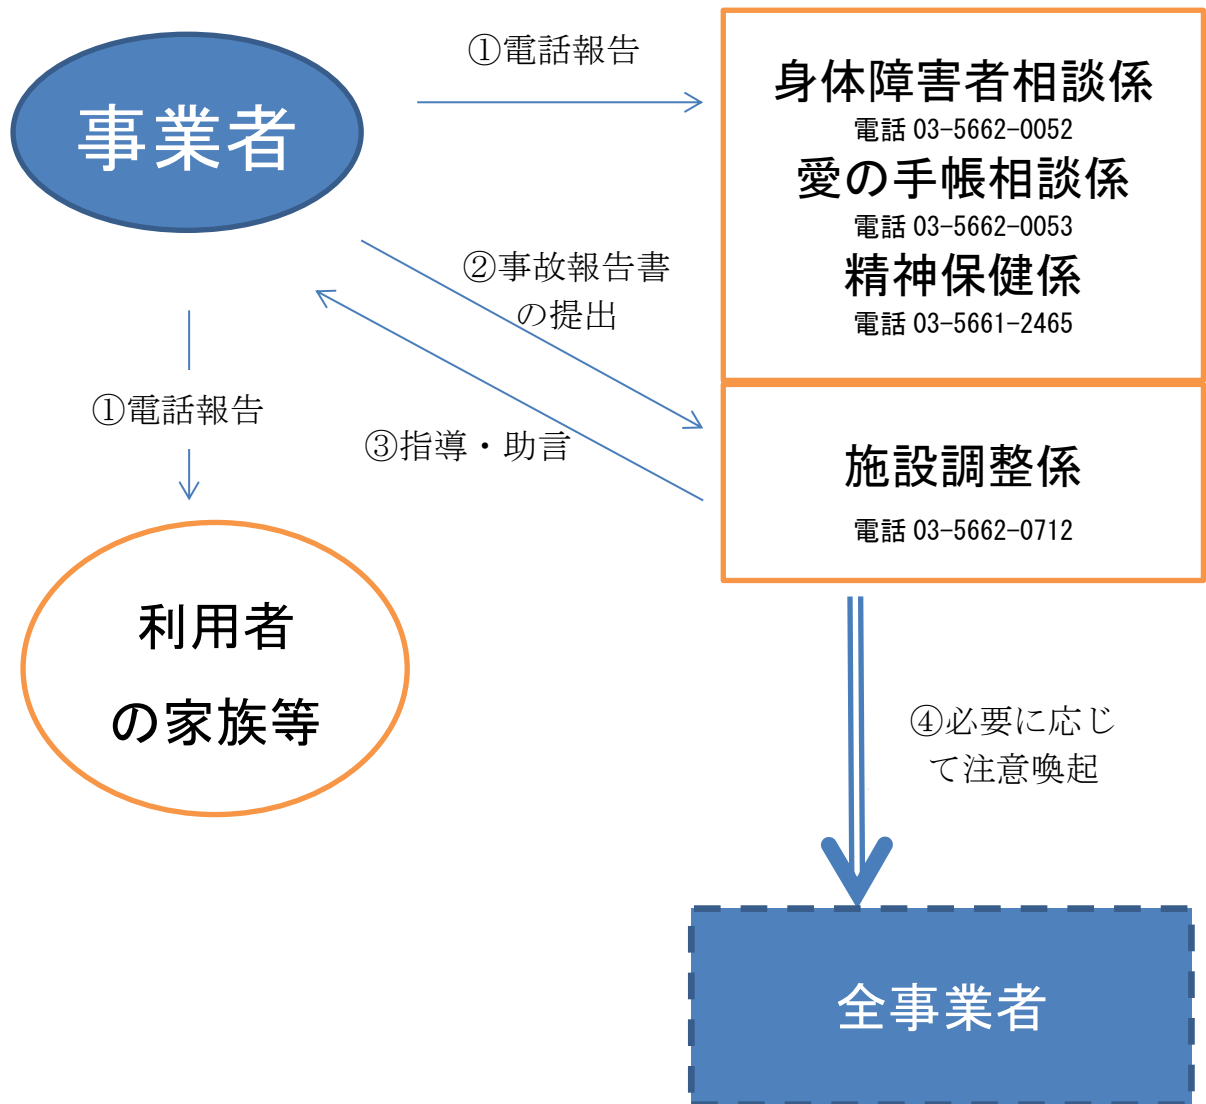 事業者
①電話報告
身体障害者相談係
電話 03-5662-0052
愛の手帳相談係
電話 03-5662-0053
精神保健係
電話 03-5661-2465
②事故報告書
の提出
①電話報告
③指導・助言
施設調整係
電話 03-5662-0712
利用者
の家族等
④必要に応じ
て注意喚起
全事業者